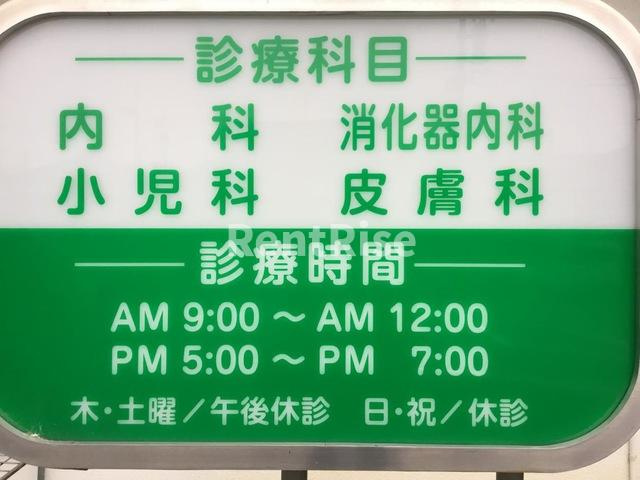 診療科目
内科 消化器内科
小児科 皮膚科
RentRise
診療時間
AM 9:00 ～ AM 12:00
PM 5:00 ～ PM 7:00
木・土曜／午後休診 日・祝／休診